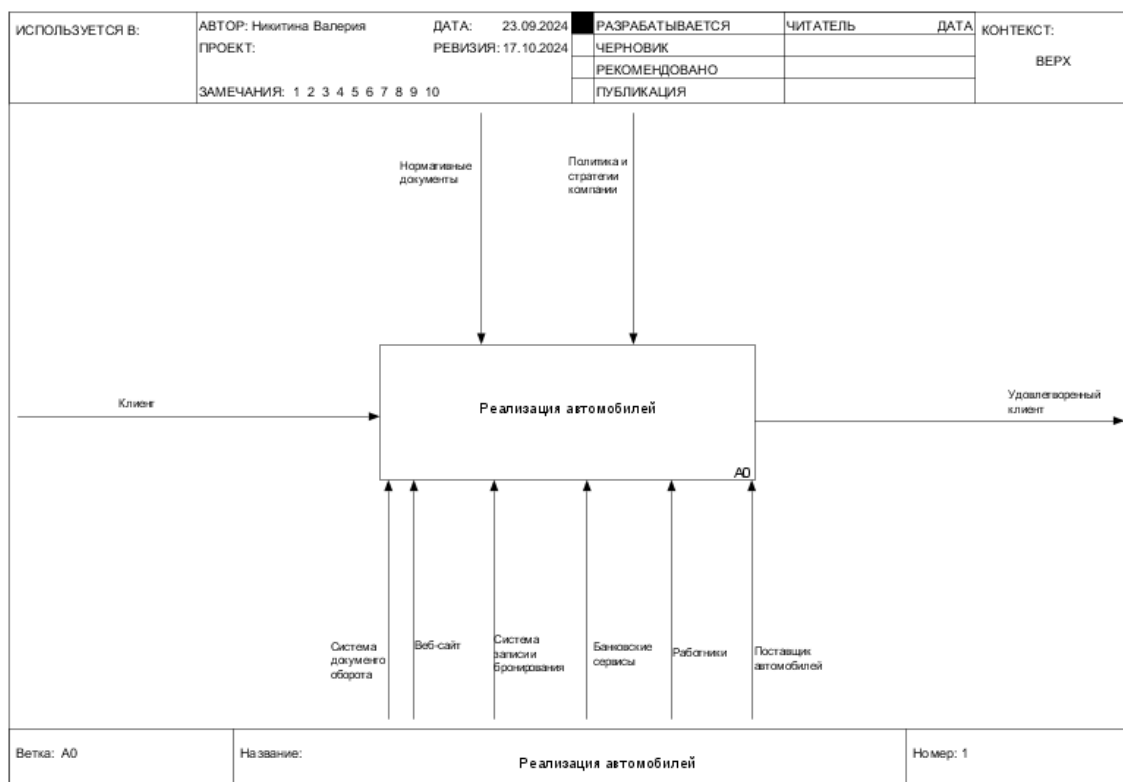 ИСПОЛЬЗУЕТСЯ В:
АВТОР: Никитина Валерия
ДАТА: 23.09.2024
РАЗРАБАТЫВАЕТСЯ
ЧИТАТЕЛЬ
ДАТА
КОНТЕКСТ:
ПРОЕКТ:
РЕВИЗИЯ: 17.10.2024
ЧЕРНОВИК
ВЕРХ
РЕКОМЕНДОВАНО
ЗАМЕЧАНИЯ: 1 2 3 4 5 6 7 8 9 10
ПУБЛИКАЦИЯ
Нормативные
документы
Политика и
стратегии
компании
Клиент
Реализация автомобилей
A0
Удовлетворенный
клиент
Система
документо
оборота
Веб-сайт
Система
записи и
бронирования
Банковские
сервисы
Работники
Поставщик
автомобилей
Ветка: A0
Название:
Реализация автомобилей
Номер: 1